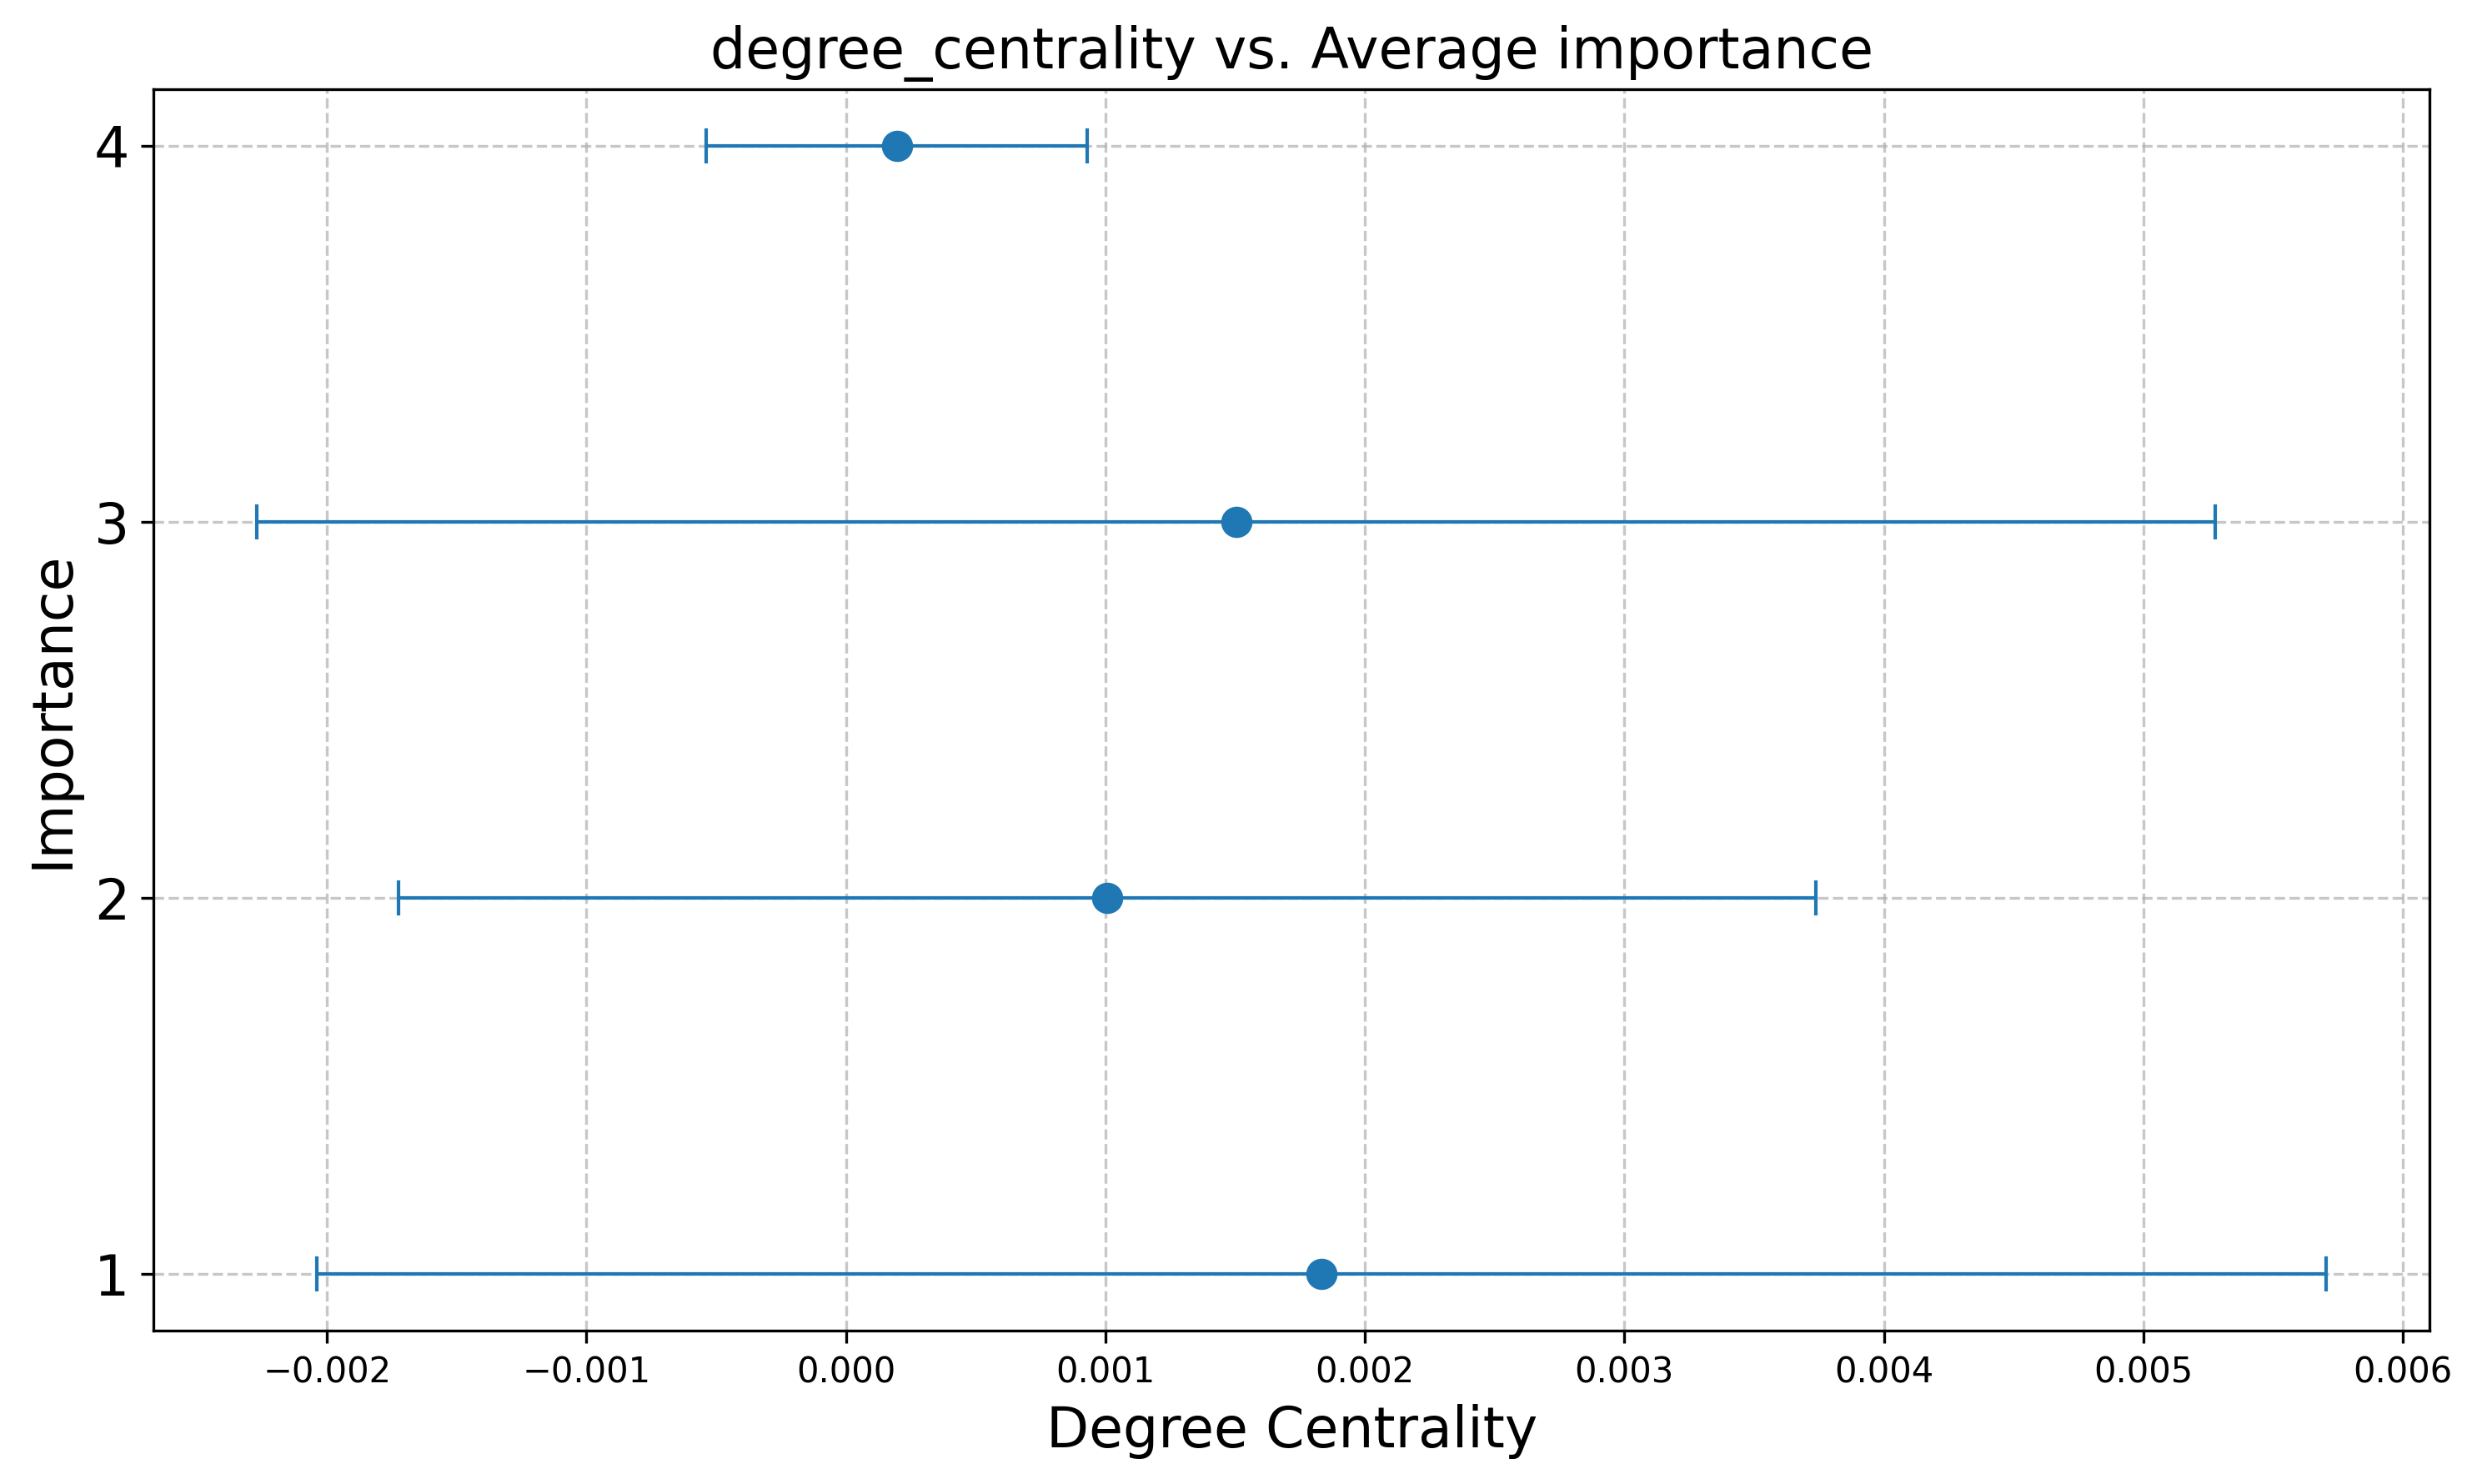 degree_centrality vs. Average importance
Importance
4
3
2
1
−0.002 −0.001 0.000 0.001 0.002 0.003 0.004 0.005 0.006
Degree Centrality